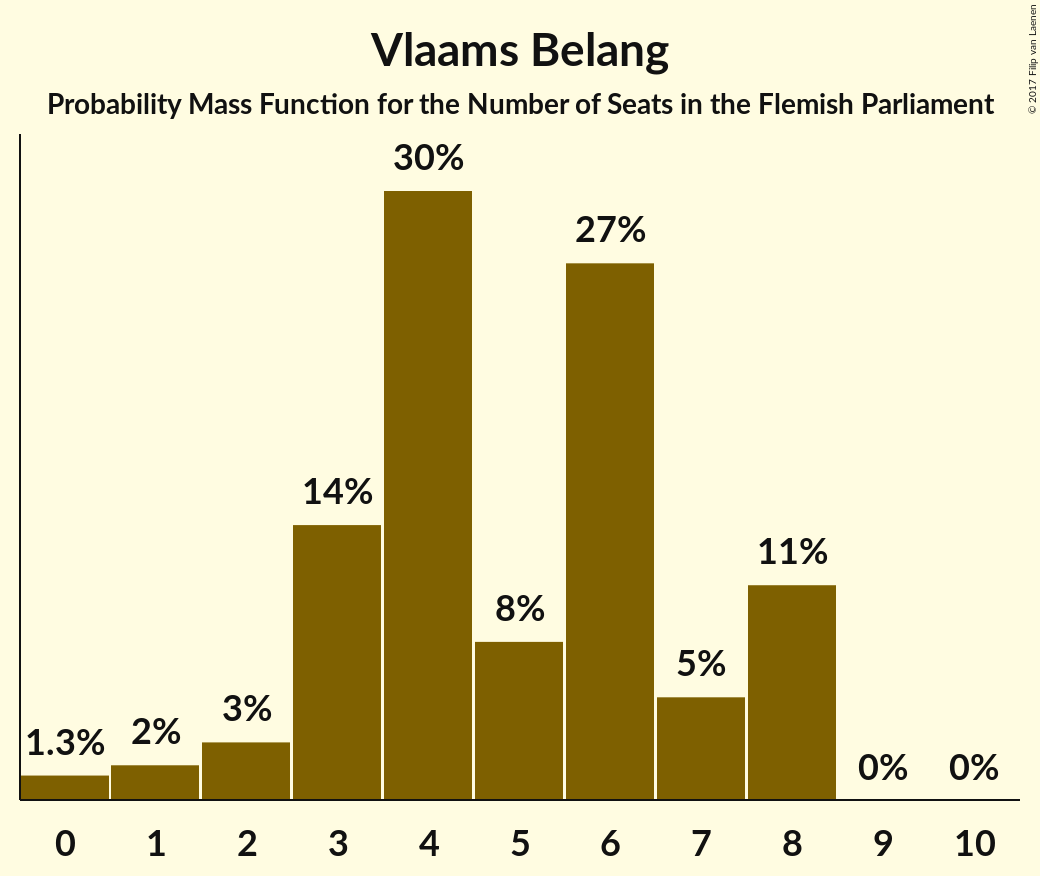 Vlaams Belang
Probability Mass Function for the Number of Seats in the Flemish Parliament
© 2017 Filip van Laenen
30%
27%
14%
11%
8%
5%
3%
2%
1.3%
0% 0%
0 1 2 3 4 5 6 7 8 9 10